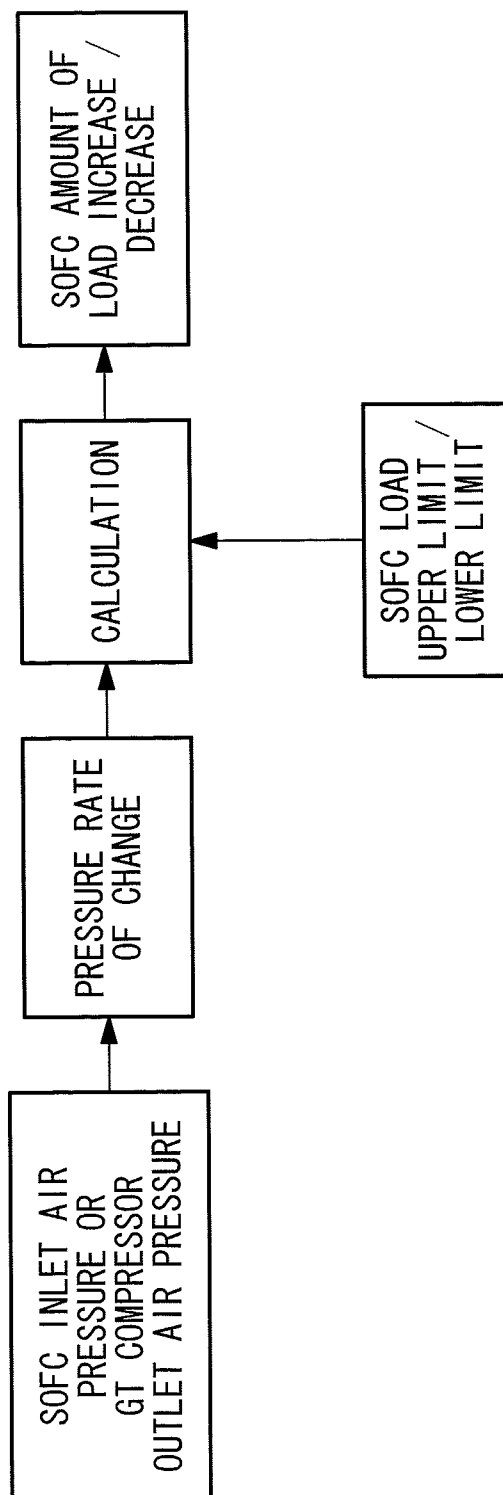 SOFC INLET AIR
PRESSURE OR
GT COMPRESSOR
OUTLET AIR PRESSURE
PRESSURE RATE
OF CHANGE
CALCULATION
SOFC AMOUNT OF
LOAD INCREASE /
DECREASE
SOFC LOAD
UPPER LIMIT /
LOWER LIMIT